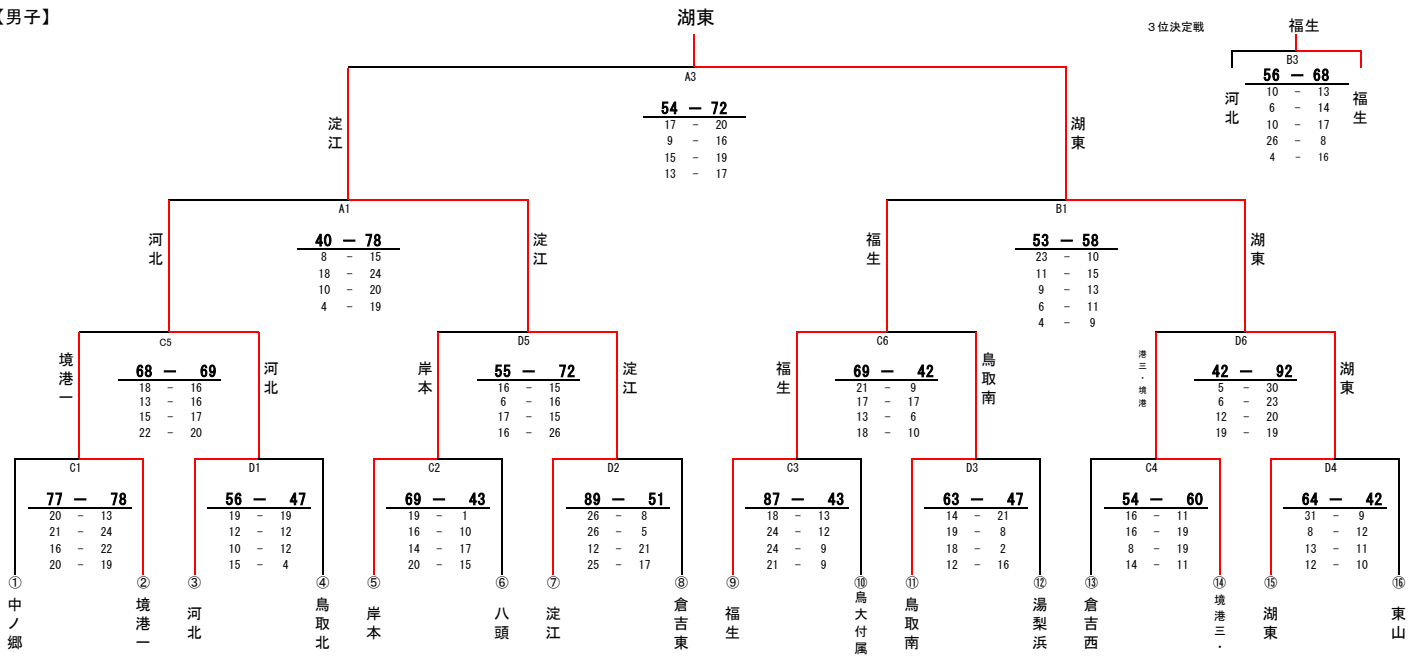 【男子】
湖東
３位決定戦
福生
B3
56 － 68
10 － 13
6 － 14
10 － 17
26 － 8
4 － 16
河北
福生
A3
54 － 72
17 － 20
9 － 16
15 － 19
13 － 17
淀江
湖東
A1
40 － 78
8 － 15
18 － 24
10 － 20
4 － 19
河北
淀江
B1
53 － 58
23 － 10
11 － 15
9 － 13
6 － 11
4 － 9
福生
湖東
C5
68 － 69
18 － 16
13 － 16
15 － 17
22 － 20
境港一
河北
D5
55 － 72
16 － 15
6 － 16
17 － 15
16 － 26
岸本
淀江
C6
69 － 42
21 － 9
17 － 17
13 － 6
18 － 10
福生
鳥取南
D6
42 － 92
5 － 30
6 － 23
12 － 20
19 － 19
港三・境港
湖東
C1
77 － 78
20 － 13
21 － 24
16 － 22
20 － 19
D1
56 － 47
19 － 19
12 － 12
10 － 12
15 － 4
C2
69 － 43
19 － 1
16 － 10
14 － 17
20 － 15
D2
89 － 51
26 － 8
26 － 5
12 － 21
25 － 17
C3
87 － 43
18 － 13
24 － 12
24 － 9
21 － 9
D3
63 － 47
14 － 21
19 － 8
18 － 2
12 － 16
C4
54 － 60
16 － 11
16 － 19
8 － 19
14 － 11
D4
64 － 42
31 － 9
8 － 12
13 － 11
12 － 10
① 中ノ郷
② 境港一
③ 河北
④ 鳥取北
⑤ 岸本
⑥ 八頭
⑦ 淀江
⑧ 倉吉東
⑨ 福生
⑩ 鳥大付属
⑪ 鳥取南
⑫ 湯梨浜
⑬ 倉吉西
⑭ 境港三・
⑮ 湖東
⑯ 東山